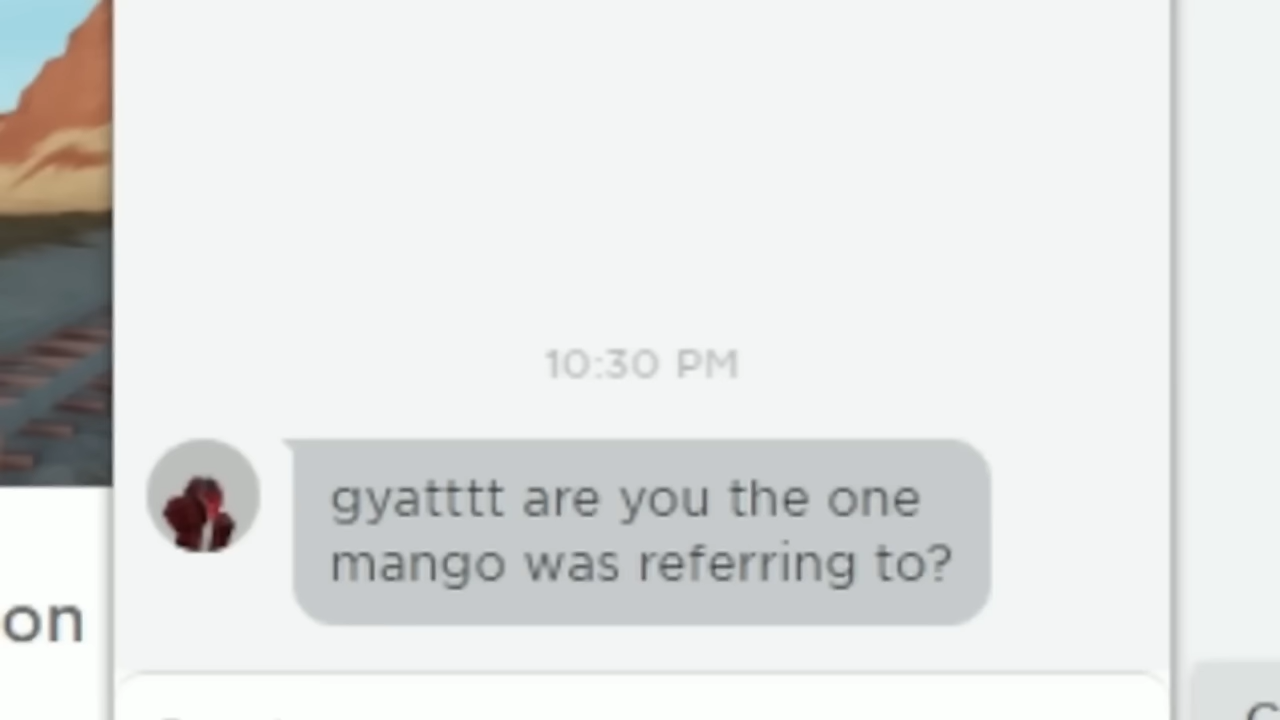 10:30 PM
gyatttt are you the one
mango was referring to?
on